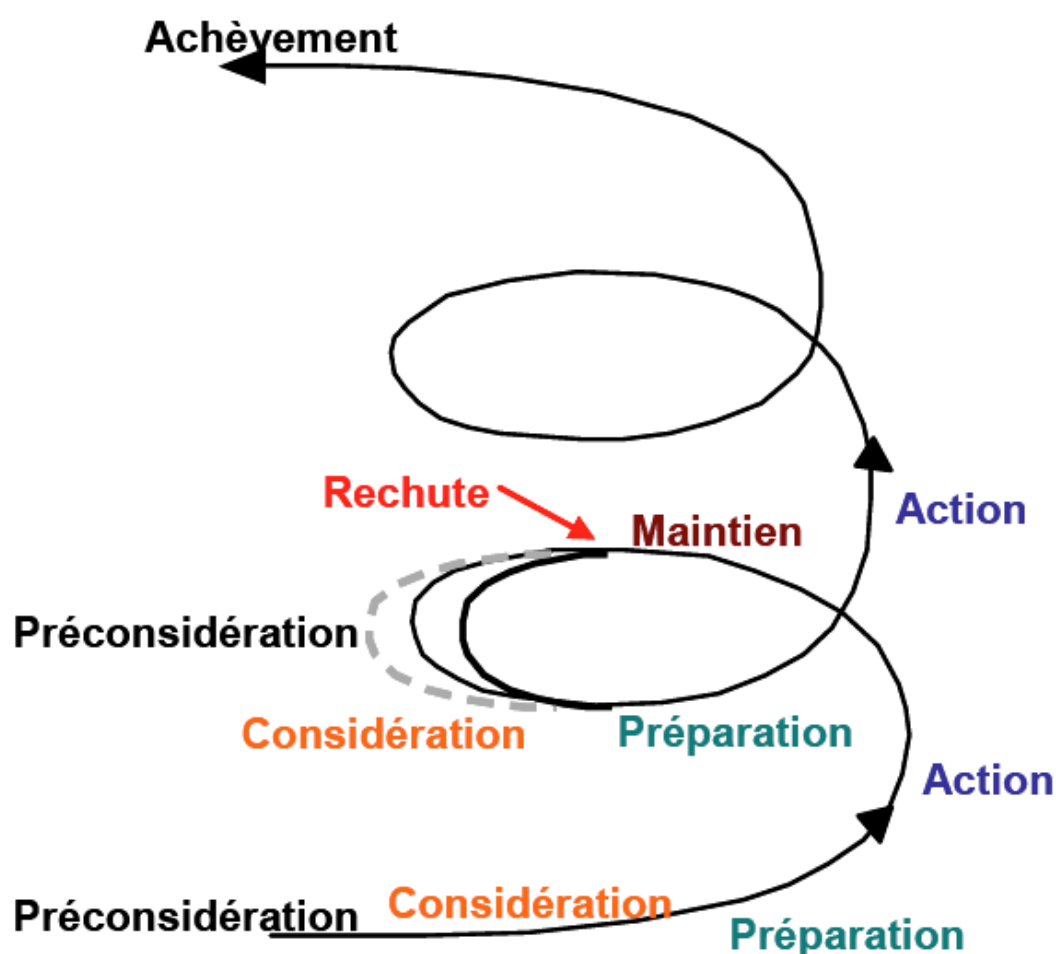 Achèvement
Rechute
Maintien
Action
Préconsidération
Considération
Préparation
Action
Préconsidération
Considération
Préparation